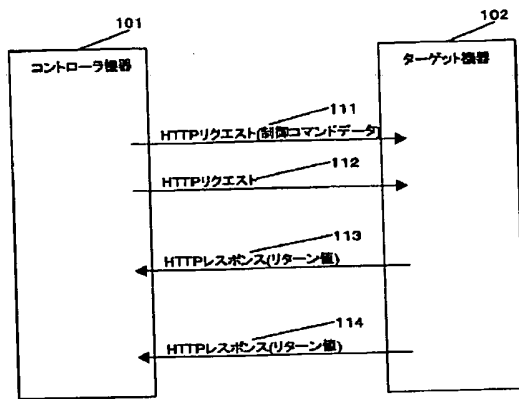 101
102
コントローラ機器
ターゲット機器
111
HTTPリクエスト(制御コマンドデータ)
112
HTTPリクエスト
113
HTTPレスポンス(リターン値)
114
HTTPレスポンス(リターン値)